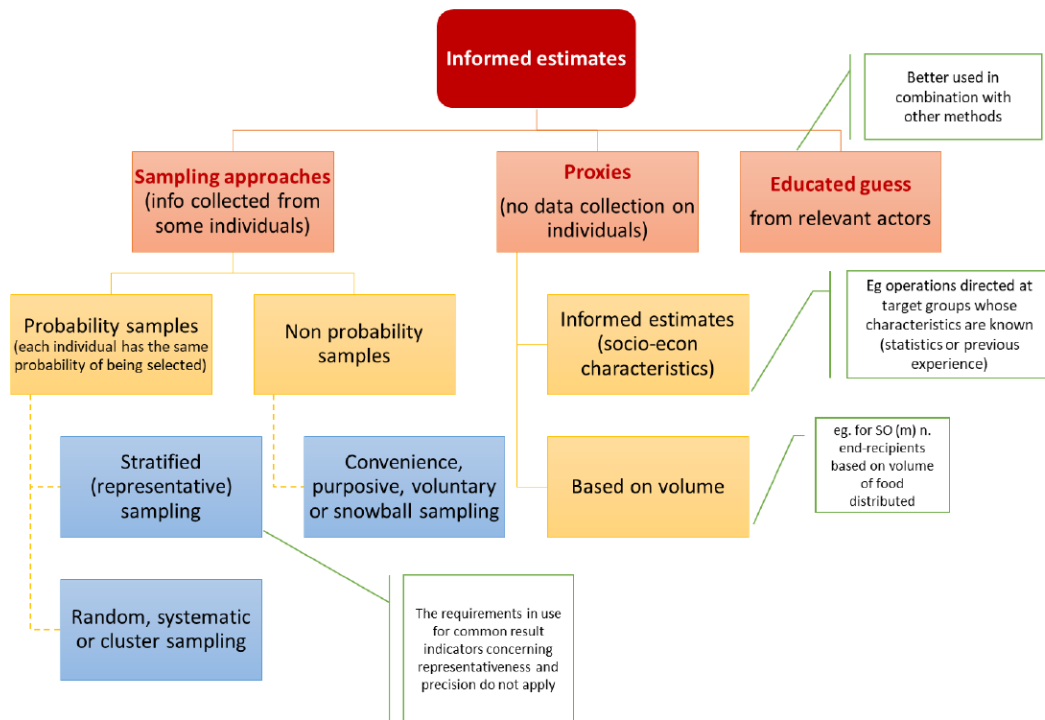 Informed estimates
Better used in
combination with
other methods
Sampling approaches
(info collected from
some individuals)
Proxies
(no data collection on
individuals)
Educated guess
from relevant actors
Probability samples
(each individual has the same
probability of being selected)
Non probability
samples
Informed estimates
(socio-econ
characteristics)
Eg operations directed at
target groups whose
characteristics are known
(statistics or previous
experience)
Stratified
(representative)
sampling
Convenience,
purposive, voluntary
or snowball sampling
Based on volume
eg. for SO (m) n.
end-recipients
based on volume
of food
distributed
Random, systematic
or cluster sampling
The requirements in use
for common result
indicators concerning
representativeness and
precision do not apply